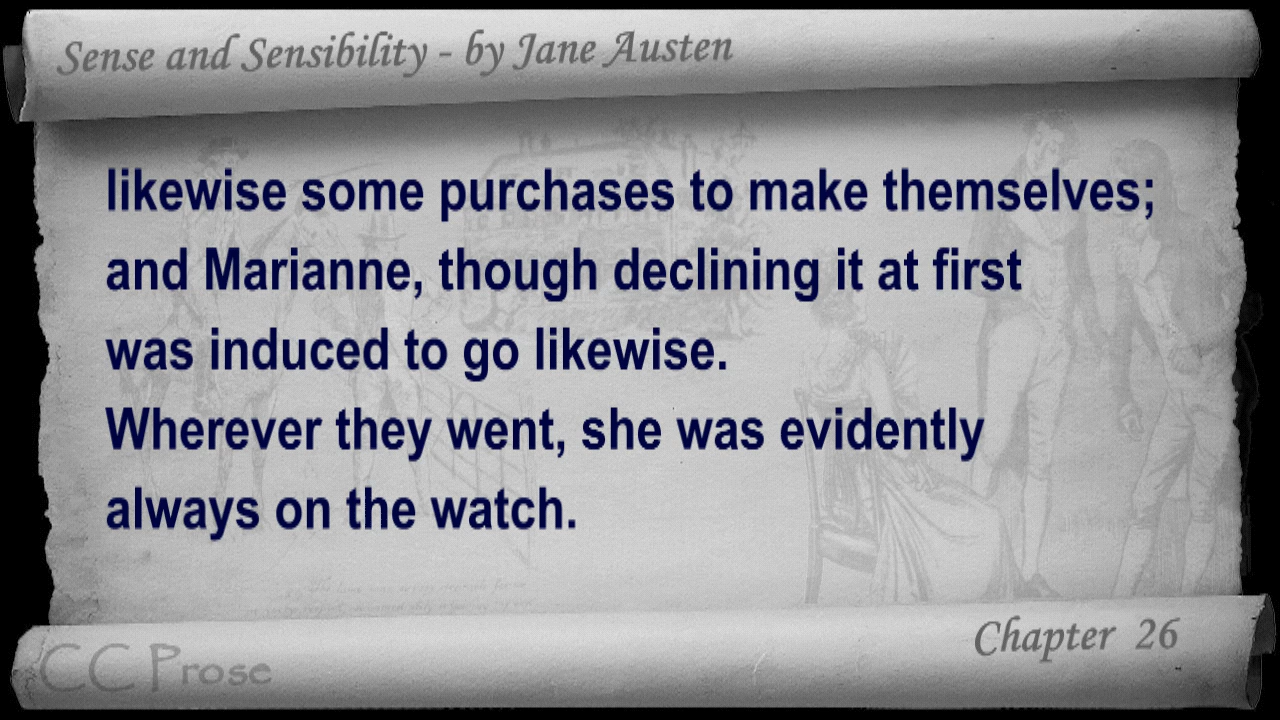 Sense and Sensibility - by Jane Austen
likewise some purchases to make themselves;
and Marianne, though declining it at first
was induced to go likewise.
Wherever they went, she was evidently
always on the watch.
Chapter 26
CC Prose